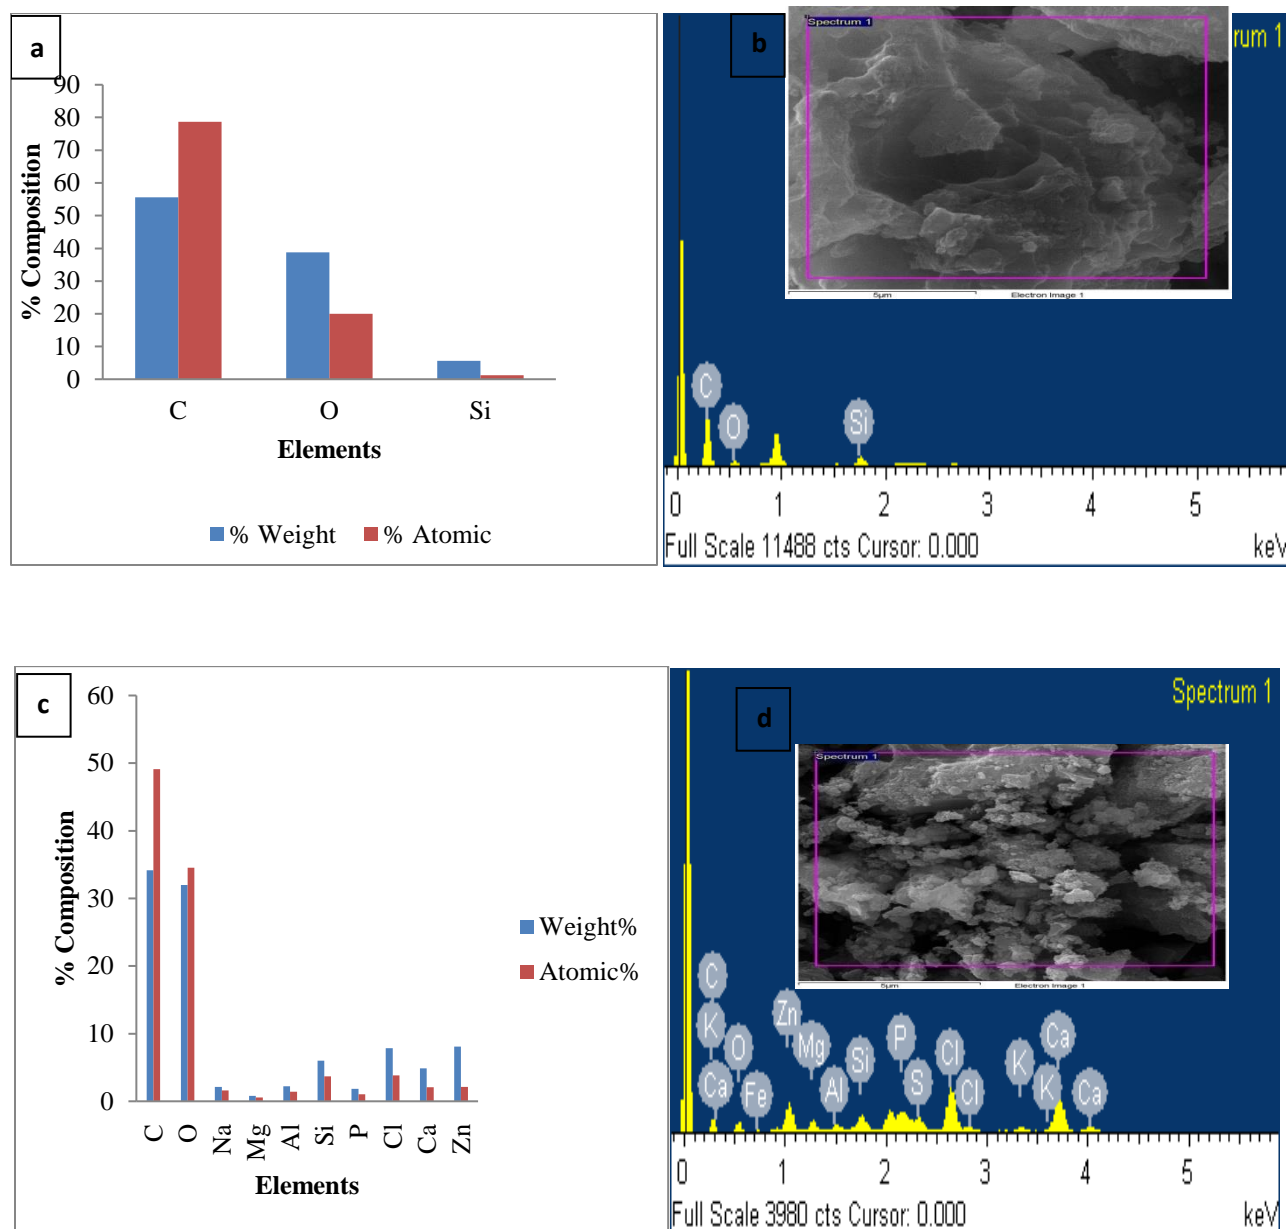 a
90
80
70
60
50
40
30
20
10
0
% Composition
C O Si
Elements
% Weight % Atomic
b
rum 1
Spectrum 1
5µm Electron Image 1
C
O
Si
0 1 2 3 4 5
Full Scale 11488 cts Cursor: 0.000 keV
c
60
50
40
30
20
10
0
% Composition
C O Na Mg Al Si P Cl Ca Zn
Elements
Weight%
Atomic%
d
Spectrum 1
Spectrum 1
5µm Electron Image 1
C
K
Ca
O
Fe
Zn
Mg
Al
Si
P
S
Cl
Cl
K
K
Ca
Ca
0 1 2 3 4 5
Full Scale 3980 cts Cursor: 0.000 keV